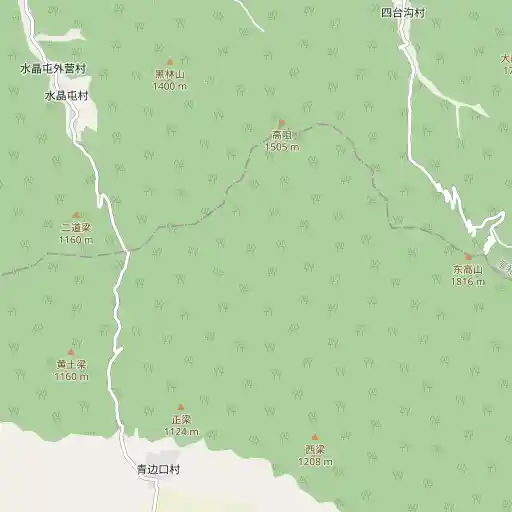 四台沟村
水晶屯外营村
黑林山
1400 m
水晶屯村
高咀
1505 m
二道梁
1160 m
东高山
1816 m
黄土梁
1160 m
正梁
1124 m
西梁
1208 m
青边口村